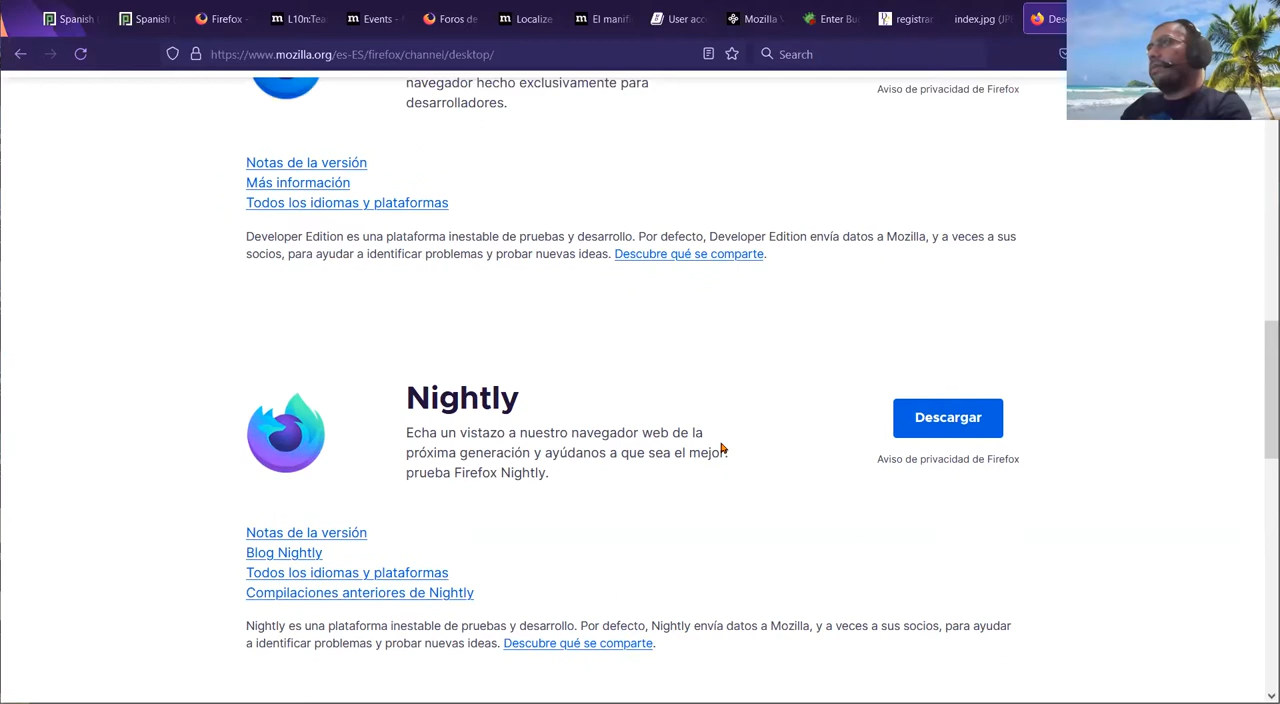 Spanish
Spanish (
Firefox -
L10n:Tea
Events -
Foros de
Localize
El manif
User acc
Mozilla
Enter Bu
registrar
index.jpg (JP
Des
https://www.mozilla.org/es-ES/firefox/channel/desktop/
Search
navegador hecho exclusivamente para
desarrolladores.
Aviso de privacidad de Firefox
Notas de la versión
Más información
Todos los idiomas y plataformas
Developer Edition es una plataforma inestable de pruebas y desarrollo. Por defecto, Developer Edition envía datos a Mozilla, y a veces a sus
socios, para ayudar a identificar problemas y probar nuevas ideas. Descubre qué se comparte.
Nightly
Echa un vistazo a nuestro navegador web de la
próxima generación y ayúdanos a que sea el mejor:
prueba Firefox Nightly.
Descargar
Aviso de privacidad de Firefox
Notas de la versión
Blog Nightly
Todos los idiomas y plataformas
Compilaciones anteriores de Nightly
Nightly es una plataforma inestable de pruebas y desarrollo. Por defecto, Nightly envía datos a Mozilla, y a veces a sus socios, para ayudar
a identificar problemas y probar nuevas ideas. Descubre qué se comparte.